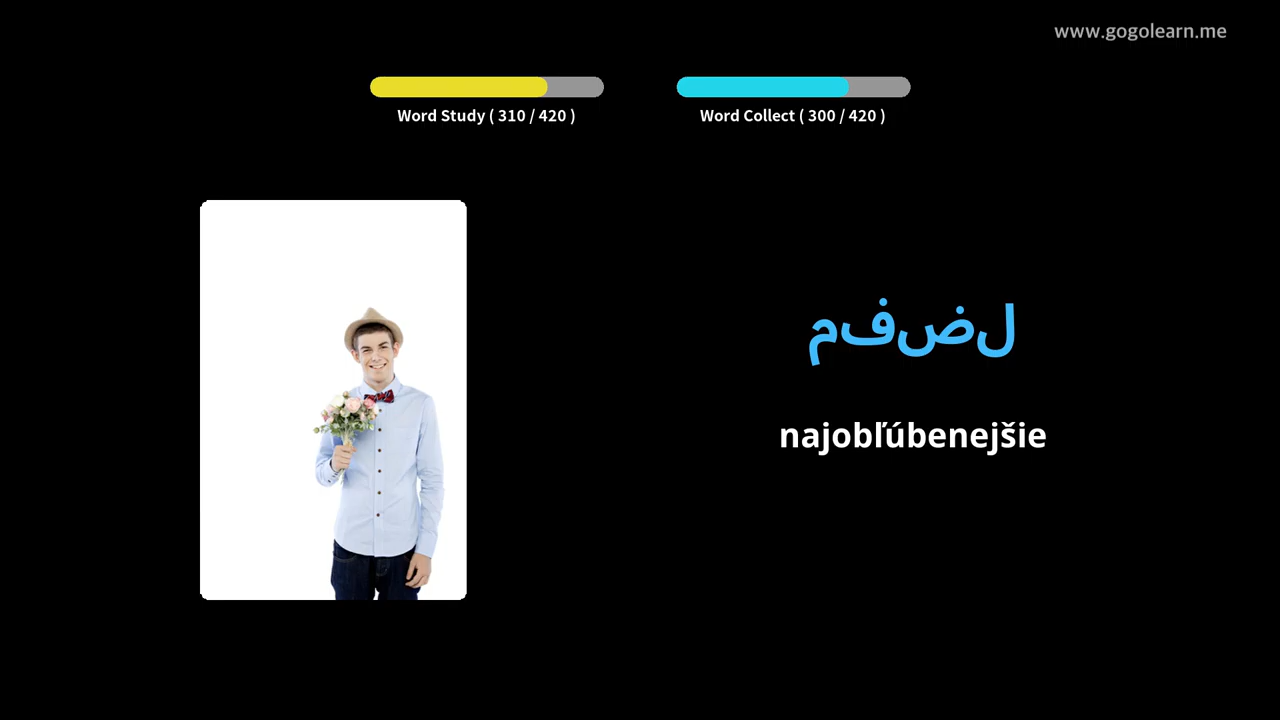 www.gogolearn.me
Word Study ( 310 / 420 )
Word Collect ( 300 / 420 )
مفضل
najobľúbenejšie